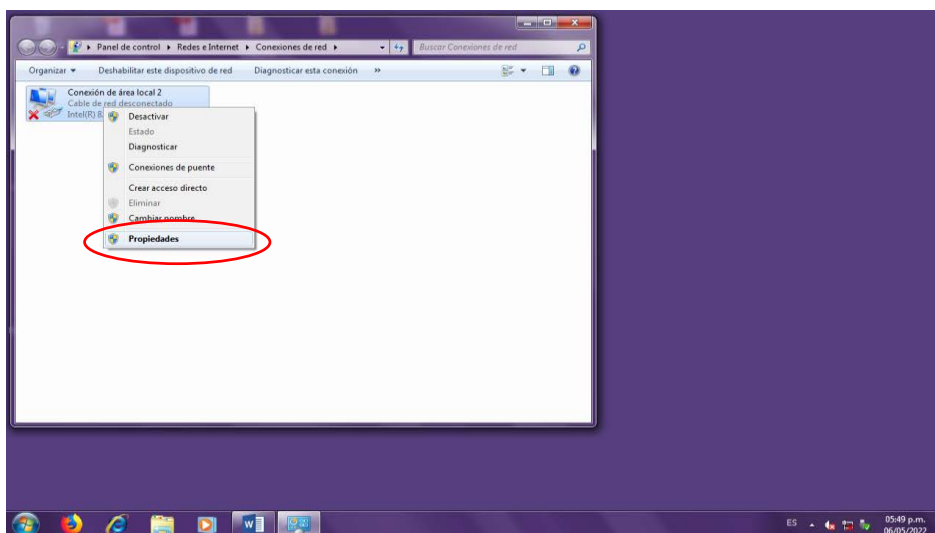 Panel de control ▸ Redes e Internet ▸ Conexiones de red ▸
Buscar Conexiones de red
Organizar
Deshabilitar este dispositivo de red
Diagnosticar esta conexión
»
Conexión de área local 2
Cable de red desconectado
Intel(R) 8
Desactivar
Estado
Diagnosticar
Conexiones de puente
Crear acceso directo
Eliminar
Cambiar nombre
Propiedades
W
ES
05:49 p.m.
06/05/2022